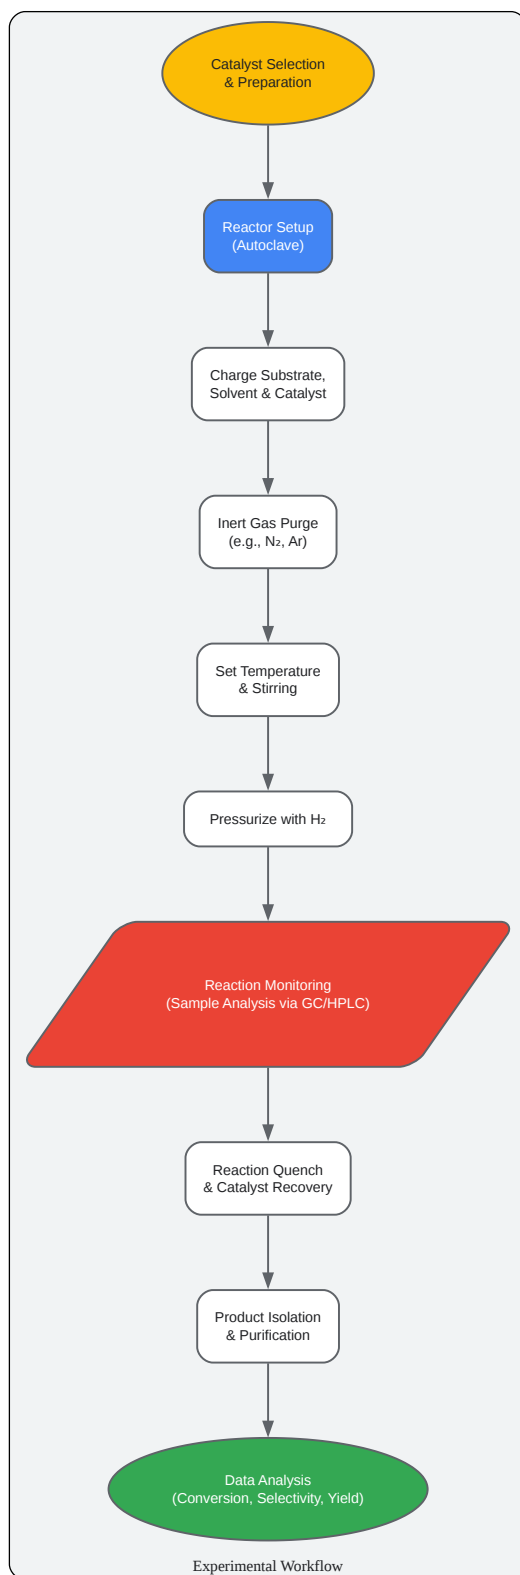 Catalyst Selection
& Preparation
Reactor Setup
(Autoclave)
Charge Substrate,
Solvent & Catalyst
Inert Gas Purge
(e.g., N₂, Ar)
Set Temperature
& Stirring
Pressurize with H₂
Reaction Monitoring
(Sample Analysis via GC/HPLC)
Reaction Quench
& Catalyst Recovery
Product Isolation
& Purification
Data Analysis
(Conversion, Selectivity, Yield)
Experimental Workflow